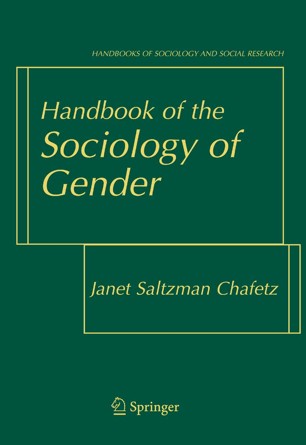 HANDBOOKS OF SOCIOLOGY AND SOCIAL RESEARCH
Handbook of the
Sociology of
Gender
Janet Saltzman Chafetz
Springer